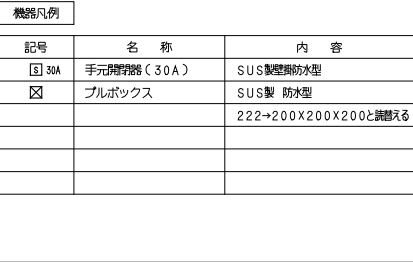 機器凡例
記号 名 称 内 容
S 30A 手元開閉器(30A) SUS製壁掛防水型
プルボックス SUS製 防水型
222→200X200X200と読替える